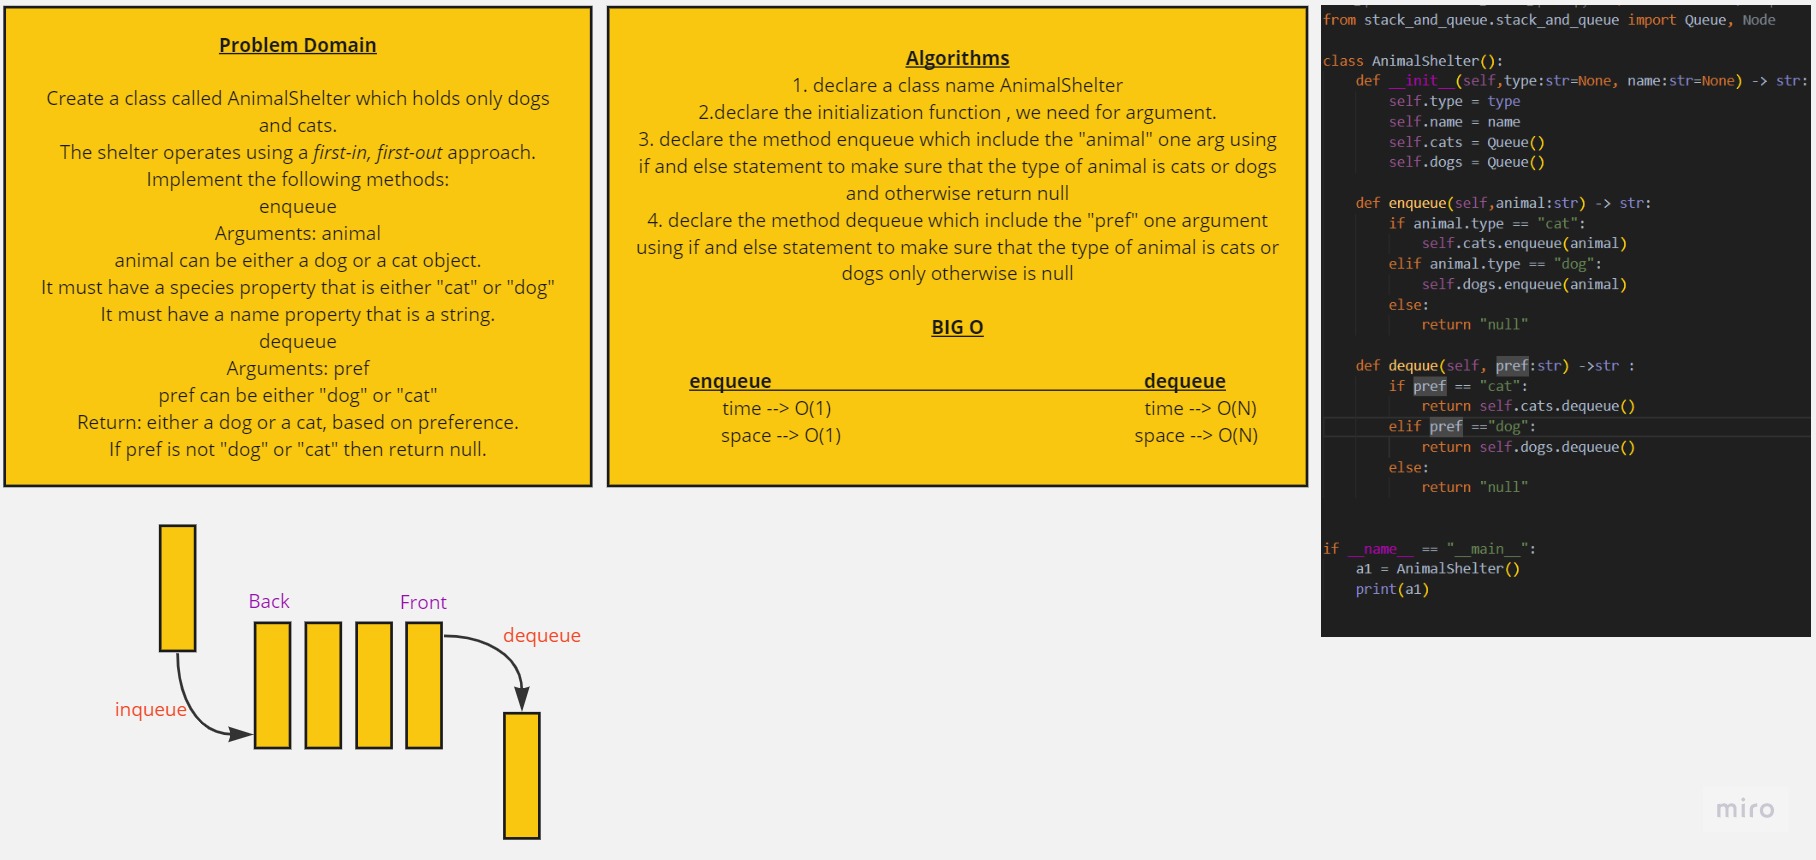 Problem Domain
Create a class called AnimalShelter which holds only dogs
and cats.
The shelter operates using a first-in, first-out approach.
Implement the following methods:
enqueue
Arguments: animal
animal can be either a dog or a cat object.
It must have a species property that is either "cat" or "dog"
It must have a name property that is a string.
dequeue
Arguments: pref
pref can be either "dog" or "cat"
Return: either a dog or a cat, based on preference.
If pref is not "dog" or "cat" then return null.
Algorithms
1. declare a class name AnimalShelter
2.declare the initialization function , we need for argument.
3. declare the method enqueue which include the "animal" one arg using
if and else statement to make sure that the type of animal is cats or dogs
and otherwise return null
4. declare the method dequeue which include the "pref" one argument
using if and else statement to make sure that the type of animal is cats or
dogs only otherwise is null
BIG O
enqueue dequeue
time --> O(1) time --> O(N)
space --> O(1) space --> O(N)
from stack_and_queue.stack_and_queue import Queue, Node
class AnimalShelter():
def __init__(self,type:str=None, name:str=None) -> str:
self.type = type
self.name = name
self.cats = Queue()
self.dogs = Queue()
def enqueue(self,animal:str) -> str:
if animal.type == "cat":
self.cats.enqueue(animal)
elif animal.type == "dog":
self.dogs.enqueue(animal)
else:
return "null"
def dequue(self, pref:str) ->str :
if pref == "cat":
return self.cats.dequeue()
elif pref =="dog":
return self.dogs.dequeue()
else:
return "null"
if __name__ == "__main__":
a1 = AnimalShelter()
print(a1)
Back
Front
dequeue
inqueue
miro